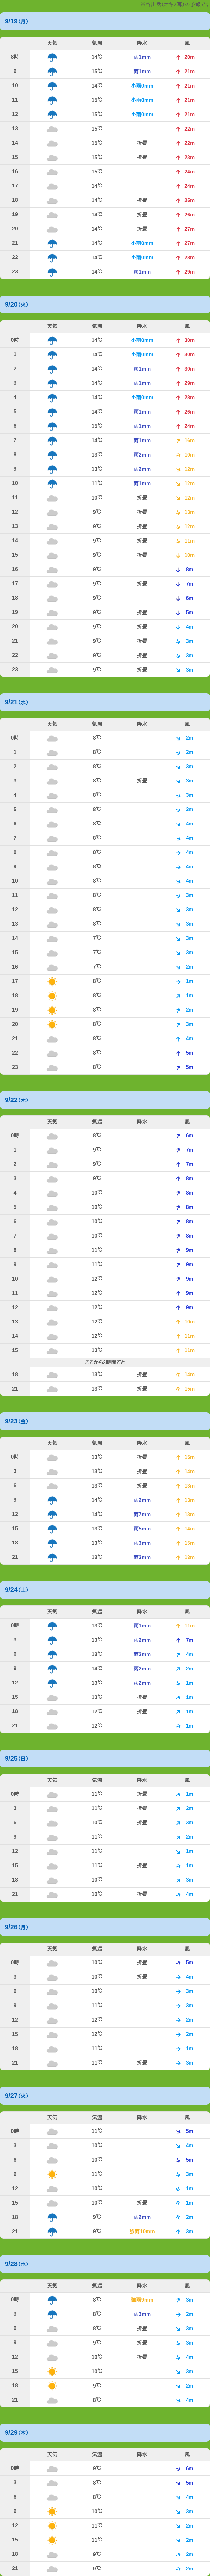 9/19(月)
天気 気温 降水 風
8時 15℃ 雨1mm 20m
9 15℃ 雨1mm 21m
10 14℃ 小雨0mm 21m
11 15℃ 小雨0mm 21m
12 15℃ 小雨0mm 21m
13 15℃ 22m
14 15℃ 折畳 22m
15 15℃ 折畳 23m
16 15℃ 24m
17 14℃ 24m
18 14℃ 折畳 25m
19 14℃ 折畳 26m
20 14℃ 折畳 27m
21 14℃ 小雨0mm 27m
22 14℃ 小雨0mm 28m
23 14℃ 雨1mm 29m
9/20(火)
天気 気温 降水 風
0時 14℃ 小雨0mm 30m
1 14℃ 小雨0mm 30m
2 14℃ 雨1mm 30m
3 14℃ 雨1mm 29m
4 14℃ 小雨0mm 28m
5 14℃ 雨1mm 26m
6 15℃ 雨1mm 24m
7 14℃ 雨1mm 16m
8 13℃ 雨2mm 10m
9 13℃ 雨2mm 12m
10 11℃ 雨1mm 12m
11 10℃ 折畳 12m
12 9℃ 折畳 13m
13 9℃ 折畳 12m
14 9℃ 折畳 11m
15 9℃ 折畳 10m
16 9℃ 8m
17 9℃ 折畳 7m
18 9℃ 6m
19 9℃ 折畳 5m
20 9℃ 折畳 4m
21 9℃ 折畳 3m
22 9℃ 折畳 3m
23 9℃ 折畳 3m
9/21(水)
天気 気温 降水 風
0時 8℃ 2m
1 8℃ 2m
2 8℃ 3m
3 8℃ 折畳 3m
4 8℃ 3m
5 8℃ 3m
6 8℃ 4m
7 8℃ 4m
8 8℃ 4m
9 8℃ 4m
10 8℃ 4m
11 8℃ 3m
12 8℃ 3m
13 8℃ 3m
14 7℃ 3m
15 7℃ 3m
16 7℃ 2m
17 8℃ 1m
18 8℃ 1m
19 8℃ 2m
20 8℃ 3m
21 8℃ 4m
22 8℃ 5m
23 8℃ 5m
9/22(木)
天気 気温 降水 風
0時 8℃ 6m
1 9℃ 7m
2 9℃ 7m
3 9℃ 8m
4 10℃ 8m
5 10℃ 8m
6 10℃ 8m
7 10℃ 8m
8 11℃ 9m
9 11℃ 9m
10 12℃ 9m
11 12℃ 9m
12 12℃ 9m
13 12℃ 10m
14 12℃ 11m
15 13℃ 11m
ここから3時間ごと
18 13℃ 折畳 14m
21 13℃ 折畳 15m
9/23(金)
天気 気温 降水 風
0時 13℃ 折畳 15m
3 13℃ 折畳 14m
6 13℃ 折畳 13m
9 14℃ 雨2mm 13m
12 14℃ 雨7mm 13m
15 13℃ 雨5mm 14m
18 13℃ 雨3mm 15m
21 13℃ 雨3mm 13m
9/24(土)
天気 気温 降水 風
0時 13℃ 雨1mm 11m
3 13℃ 雨2mm 7m
6 13℃ 雨2mm 4m
9 14℃ 雨2mm 2m
12 13℃ 雨2mm 1m
15 13℃ 折畳 1m
18 12℃ 折畳 1m
21 12℃ 1m
9/25(日)
天気 気温 降水 風
0時 11℃ 折畳 1m
3 11℃ 折畳 2m
6 10℃ 折畳 3m
9 11℃ 2m
12 11℃ 1m
15 11℃ 折畳 1m
18 10℃ 3m
21 10℃ 折畳 4m
9/26(月)
天気 気温 降水 風
0時 10℃ 折畳 5m
3 10℃ 折畳 4m
6 10℃ 3m
9 11℃ 3m
12 12℃ 2m
15 12℃ 2m
18 11℃ 1m
21 11℃ 折畳 3m
9/27(火)
天気 気温 降水 風
0時 11℃ 5m
3 10℃ 4m
6 10℃ 5m
9 11℃ 3m
12 10℃ 1m
15 10℃ 折畳 1m
18 9℃ 雨2mm 2m
21 9℃ 強雨10mm 3m
9/28(水)
天気 気温 降水 風
0時 8℃ 3m
3 8℃ 雨3mm 2m
6 8℃ 折畳 3m
9 9℃ 折畳 3m
12 10℃ 折畳 4m
15 10℃ 3m
18 9℃ 2m
21 8℃ 4m
9/29(木)
天気 気温 降水 風
0時 9℃ 6m
3 8℃ 5m
6 8℃ 4m
9 10℃ 3m
12 11℃ 2m
15 11℃ 2m
18 9℃ 2m
21 9℃ 2m